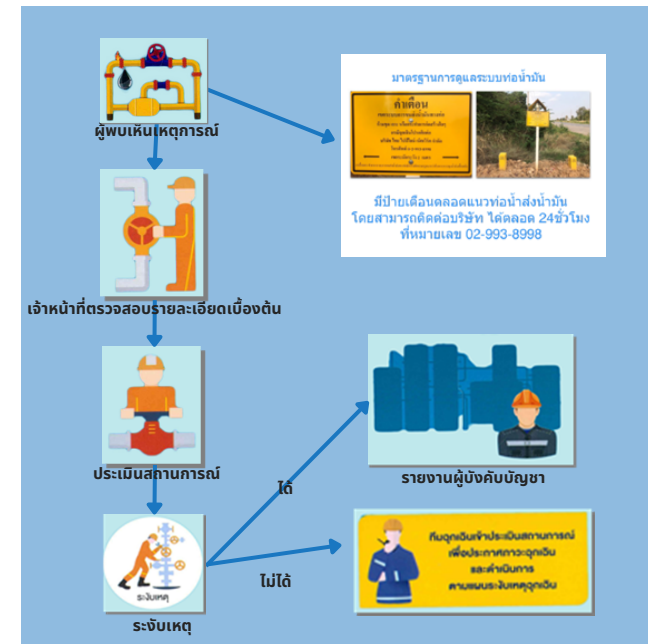 มาตรฐานการดูแลระบบท่อน้ำมัน
คำเตือน
ผู้พบเห็นเหตุการณ์
มีป้ายเตือนตลอดแนวท่อน้ำส่งน้ำมัน
โดยสามารถติดต่อบริษัท ได้ตลอด 24ชั่วโมง
ที่หมายเลข 02-993-8998
เจ้าหน้าที่ตรวจสอบรายละเอียดเบื้องต้น
ประเมินสถานการณ์
รายงานผู้บังคับบัญชา
ได้
ทีมฉุกเฉินเข้าประเมินสถานการณ์
เพื่อประกาศภาวะฉุกเฉิน
และดำเนินการ
ตามแผนระงับเหตุฉุกเฉิน
ไม่ได้
ระงับเหตุ
ระงับเหตุ